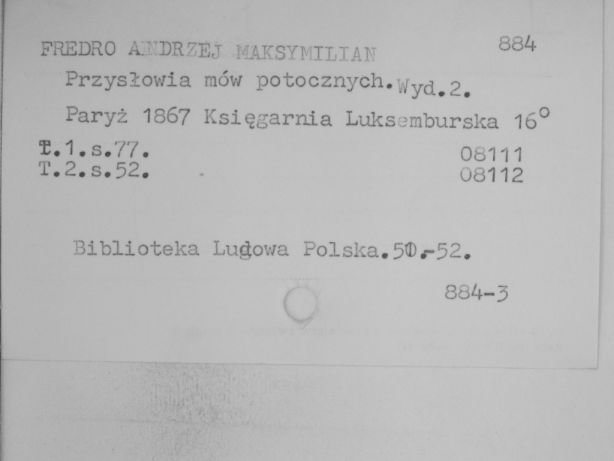 FREDRO ANDRZEJ MAKSYMILIAN 884
Przysłowia mów potocznych. Wyd.2.
Paryż 1867 Księgarnia Luksemburska 16°
T.1.s.77. 08111
T.2.s.52. 08112
Biblioteka Ludowa Polska.51.-52.
884-3